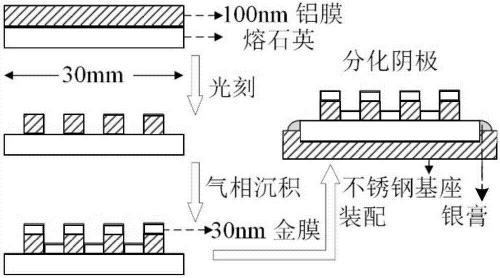 100nm 铝膜
熔石英
30mm
光刻
分化阴极
气相沉积
30nm 金膜
不锈钢基座
装配
银膏